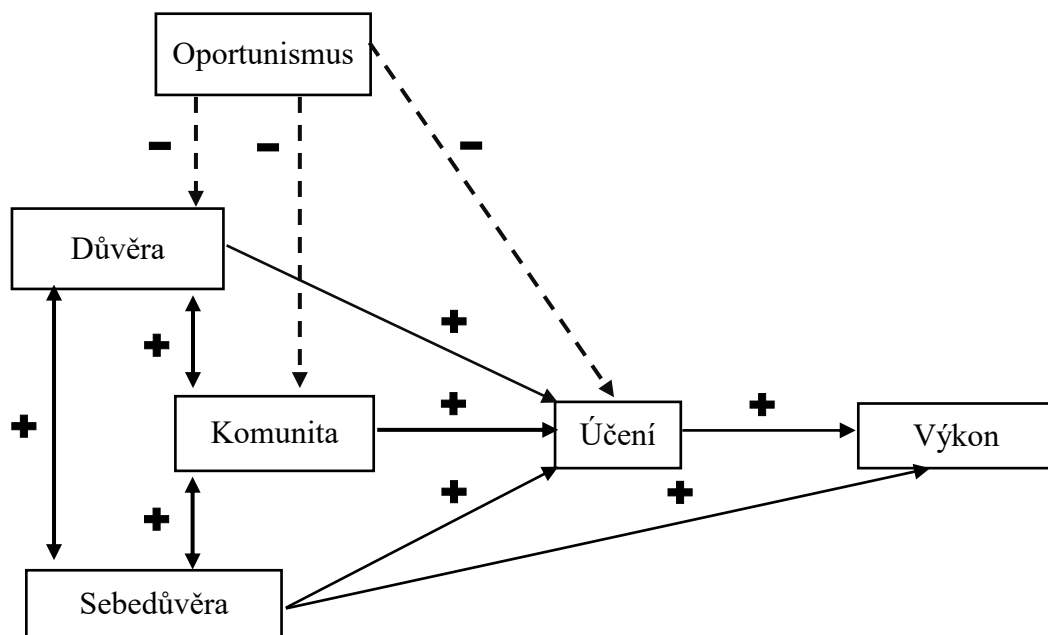 Oportunismus
- - -
Důvěra
+
+
+
+
Komunita
Účení
+
Výkon
+
+
+
Sebedůvěra